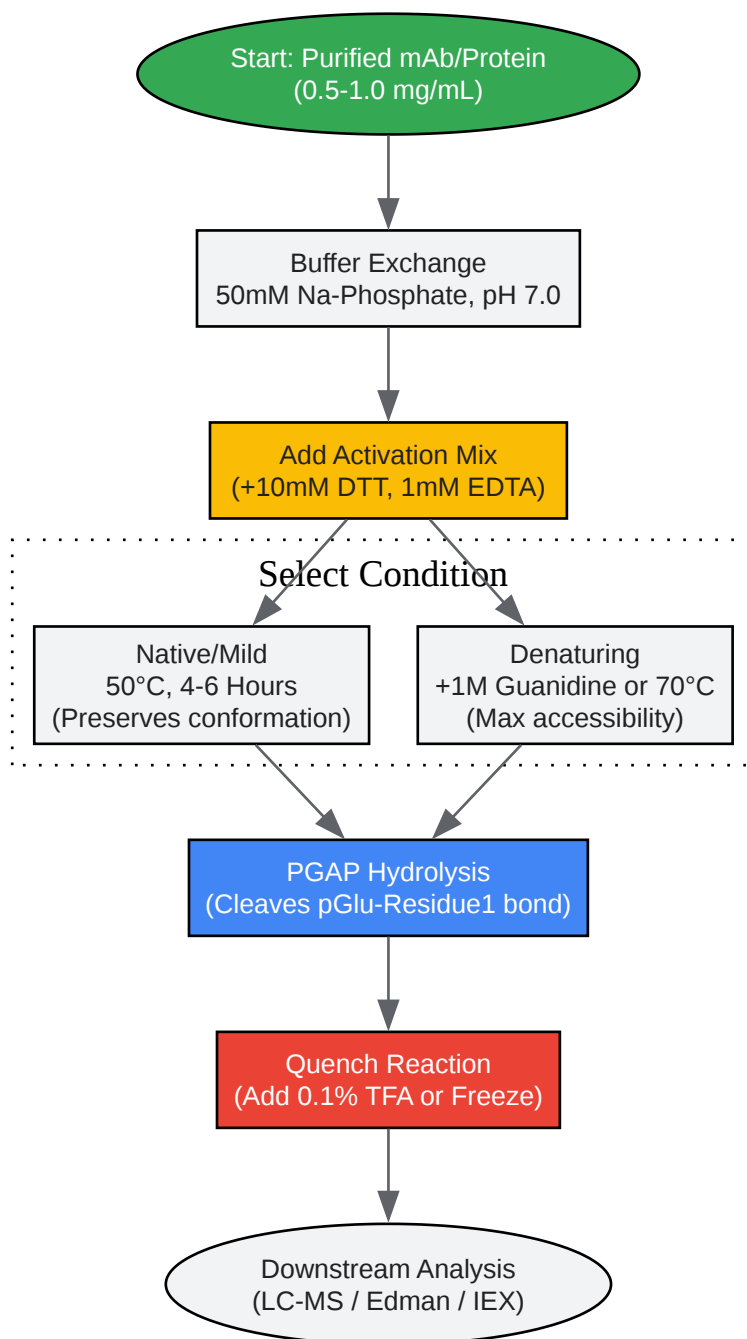 Start: Purified mAb/Protein
(0.5-1.0 mg/mL)
Buffer Exchange
50mM Na-Phosphate, pH 7.0
Add Activation Mix
(+10mM DTT, 1mM EDTA)
Select Condition
Native/Mild
50°C, 4-6 Hours
(Preserves conformation)
Denaturing
+1M Guanidine or 70°C
(Max accessibility)
PGAP Hydrolysis
(Cleaves pGlu-Residue1 bond)
Quench Reaction
(Add 0.1% TFA or Freeze)
Downstream Analysis
(LC-MS / Edman / IEX)